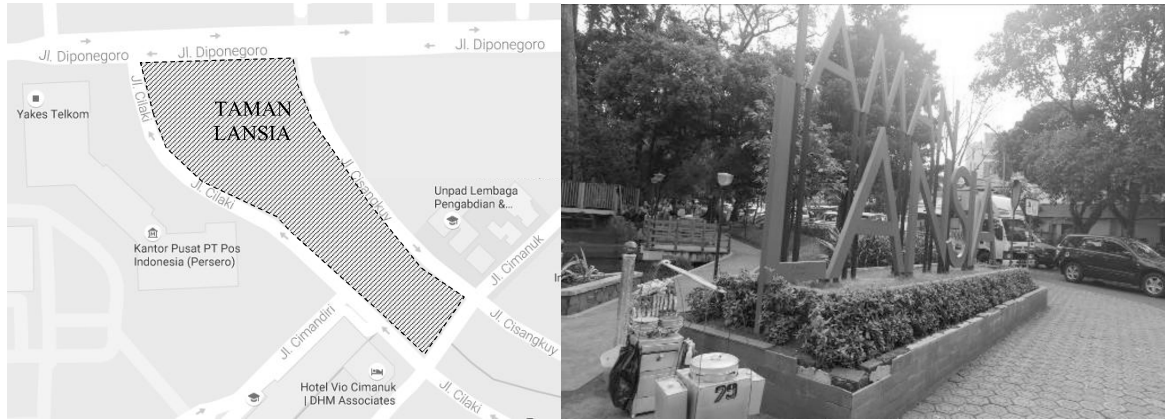 Jl. Diponegoro
Jl. Diponegoro
Jl. Diponegoro
Yakes Telkom
Jl. Cilaki
TAMAN
LANSIA
Jl. Cisangkuy
Unpad Lembaga
Pengabdian &...
Jl. Cilaki
Kantor Pusat PT Pos
Indonesia (Persero)
Jl. Cimanuk
Jl. Cimandiri
Jl. Cisangkuy
Hotel Vio Cimanuk
| DHM Associates
Jl. Cilaki
TAMAN
LANSIA